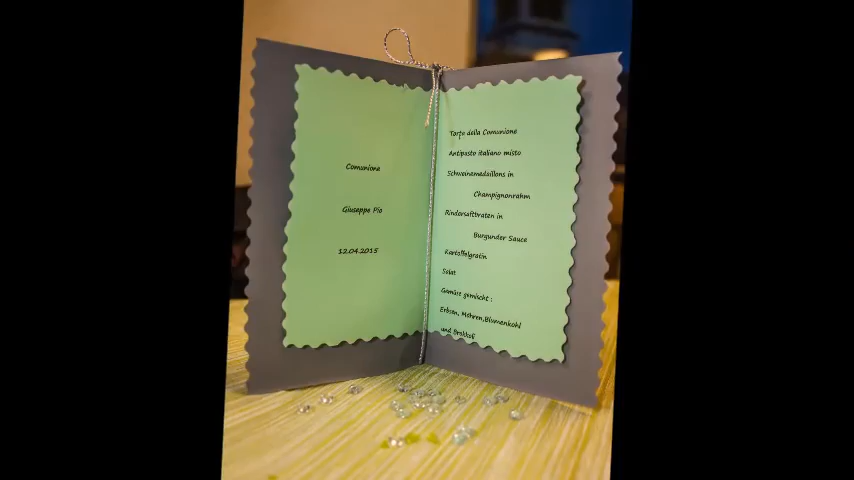 Comunione
Giuseppe Pio
12.04.2015
Torte della Comunione
Antipasto italiano misto
Schweinemedaillons in
Champignonrahm
Rindersaftbraten in
Burgunder Sauce
Kartoffelgratin
Salat
Gemüse gemischt :
Erbsen, Möhren,Blumenkohl
und Brokkoli